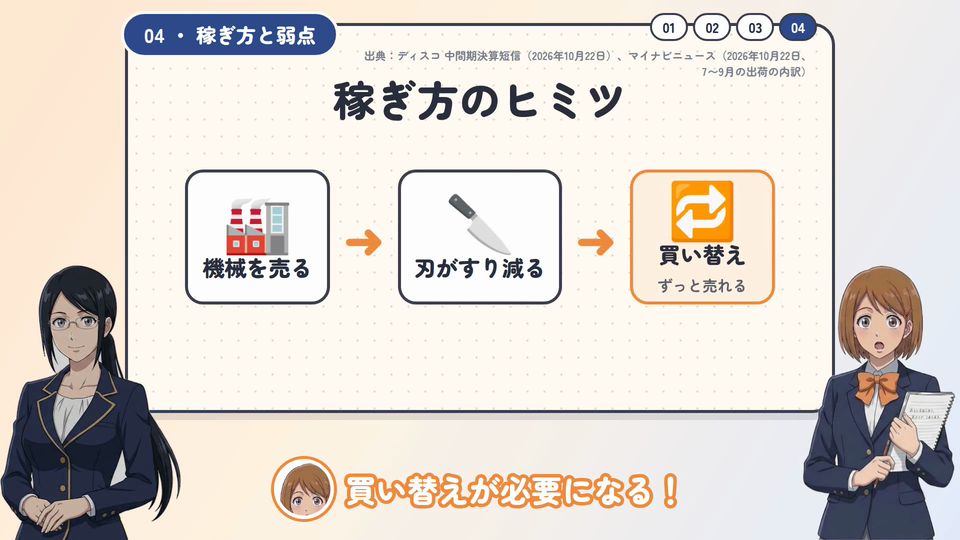 04 ・ 稼ぎ方と弱点
01 02 03 04
出典：ディスコ 中間期決算短信（2026年10月22日）、マイナビニュース（2026年10月22日、
7〜9月の出荷の内訳）
稼ぎ方のヒミツ
機械を売る
刃がすり減る
買い替え
ずっと売れる
買い替えが必要になる！